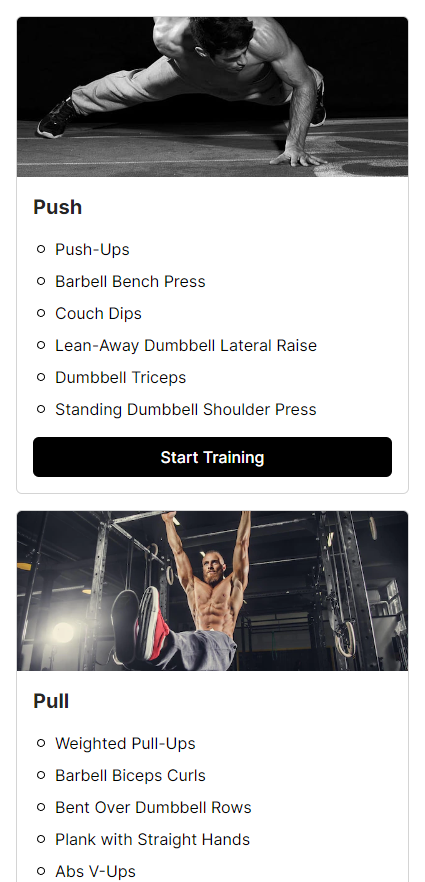 Push
Push-Ups
Barbell Bench Press
Couch Dips
Lean-Away Dumbbell Lateral Raise
Dumbbell Triceps
Standing Dumbbell Shoulder Press
Start Training
Pull
Weighted Pull-Ups
Barbell Biceps Curls
Bent Over Dumbbell Rows
Plank with Straight Hands
Abs V-Ups